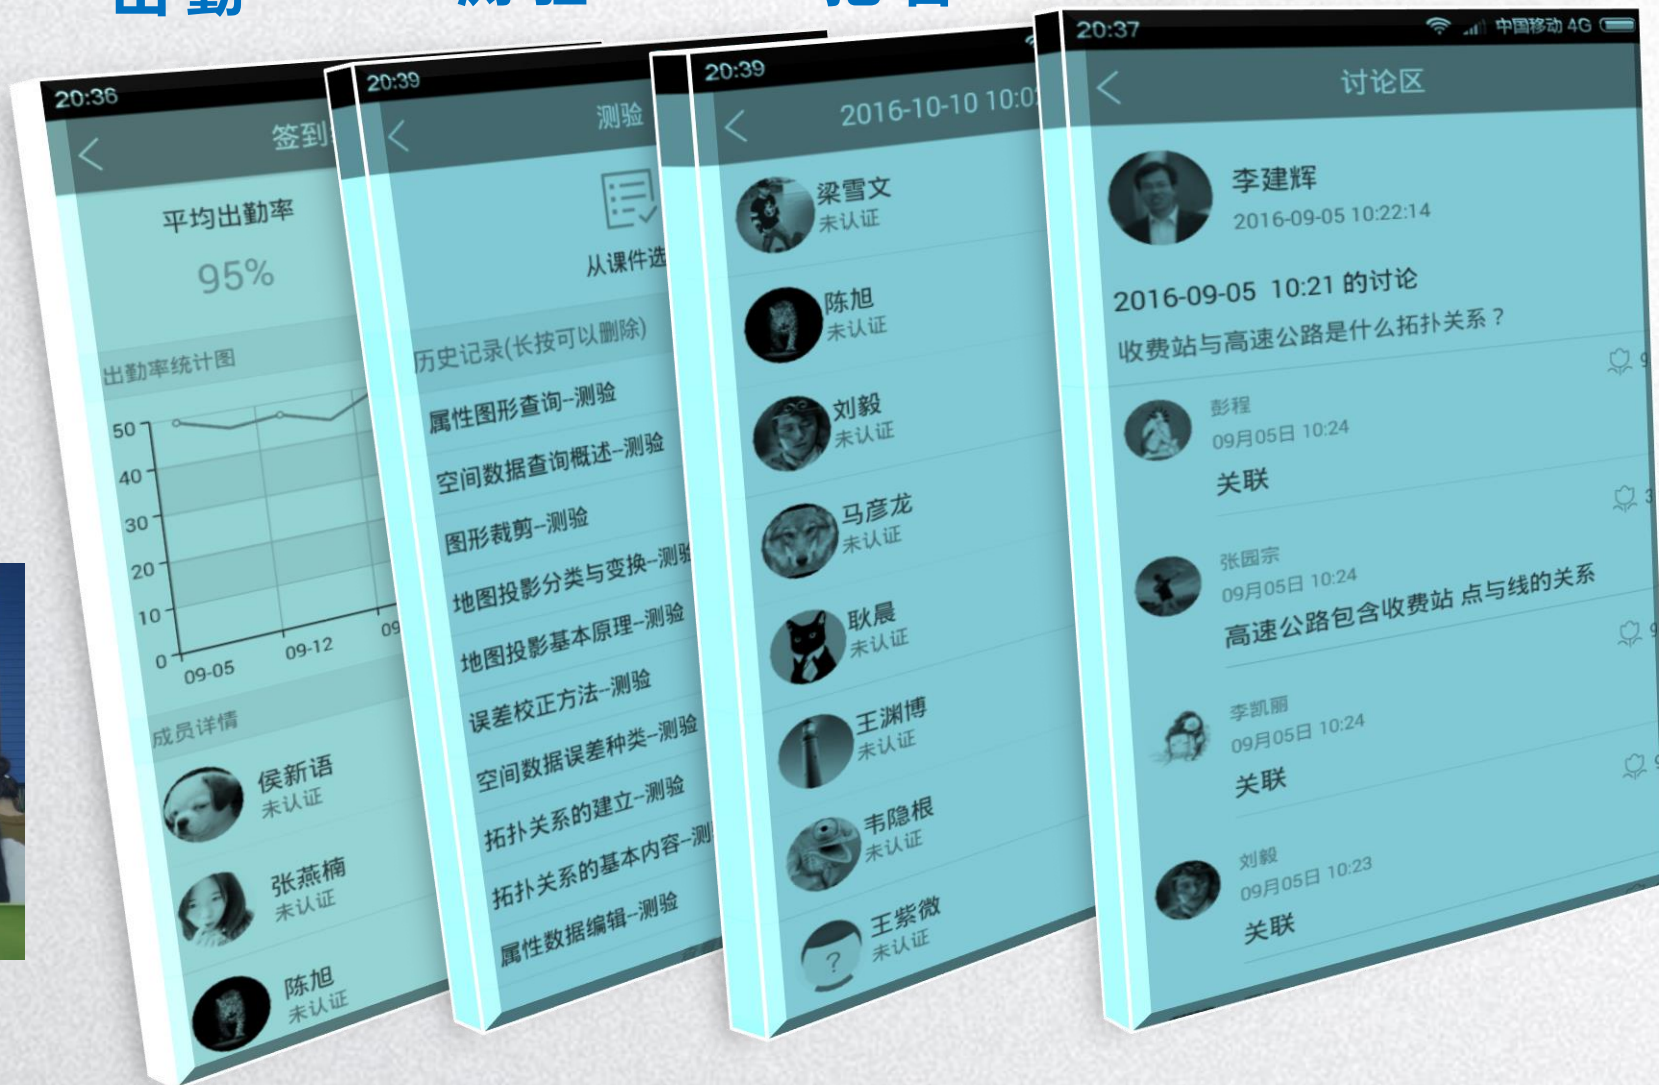 出勤
测验
20:36
签到
平均出勤率
95%
出勤率统计图
50
40
30
20
10
0
09-05
09-12
09
成员详情
侯新语
未认证
张燕楠
未认证
陈旭
未认证
20:39
测验
从课件选
历史记录(长按可以删除)
属性图形查询--测验
空间数据查询概述--测验
图形裁剪--测验
地图投影分类与变换--测验
地图投影基本原理--测验
误差校正方法--测验
空间数据误差种类--测验
拓扑关系的建立--测验
拓扑关系的基本内容--测
属性数据编辑--测验
20:39
2016-10-10 10:0
梁雪文
未认证
陈旭
未认证
刘毅
未认证
马彦龙
未认证
耿晨
未认证
王渊博
未认证
韦隐根
未认证
王紫微
?
未认证
20:37
中国移动 4G
讨论区
李建辉
2016-09-05 10:22:14
2016-09-05 10:21 的讨论
收费站与高速公路是什么拓扑关系？
9
彭程
09月05日 10:24
关联
3
张园宗
09月05日 10:24
高速公路包含收费站 点与线的关系
9
李凯丽
09月05日 10:24
关联
9
刘毅
09月05日 10:23
关联